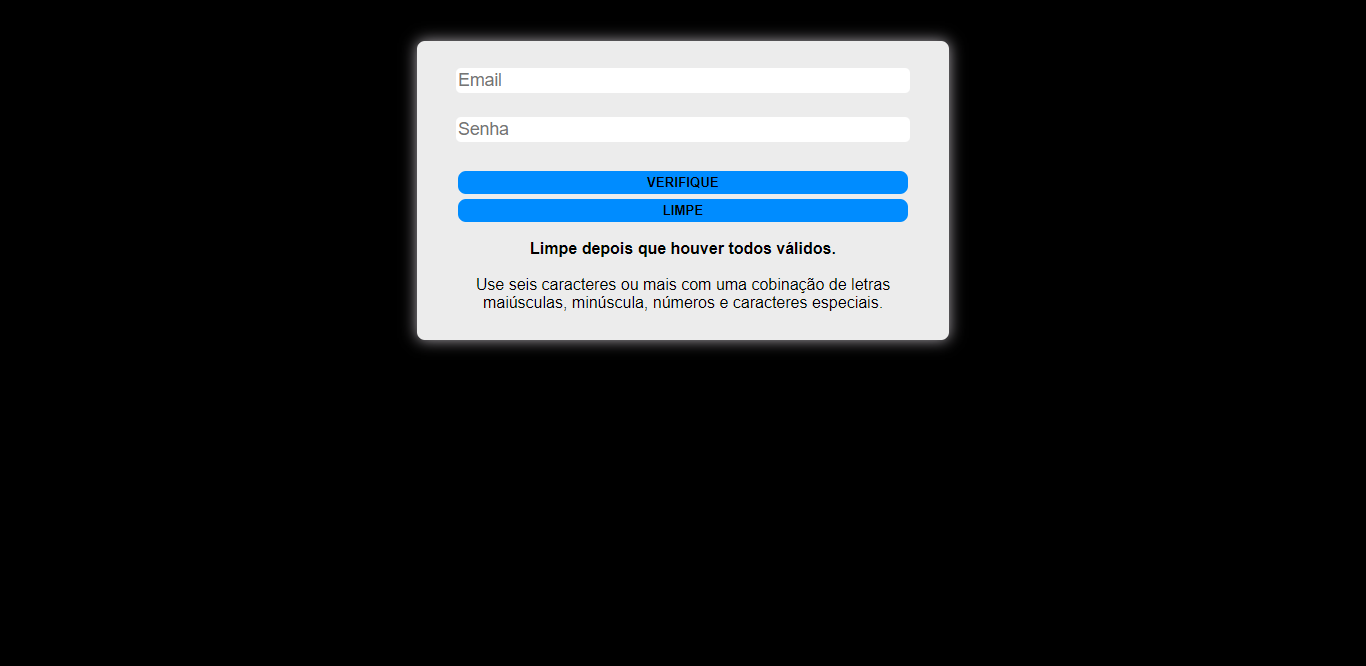 Email
Senha
VERIFIQUE
LIMPE
Limpe depois que houver todos válidos.
Use seis caracteres ou mais com uma cobinação de letras
maiúsculas, minúscula, números e caracteres especiais.